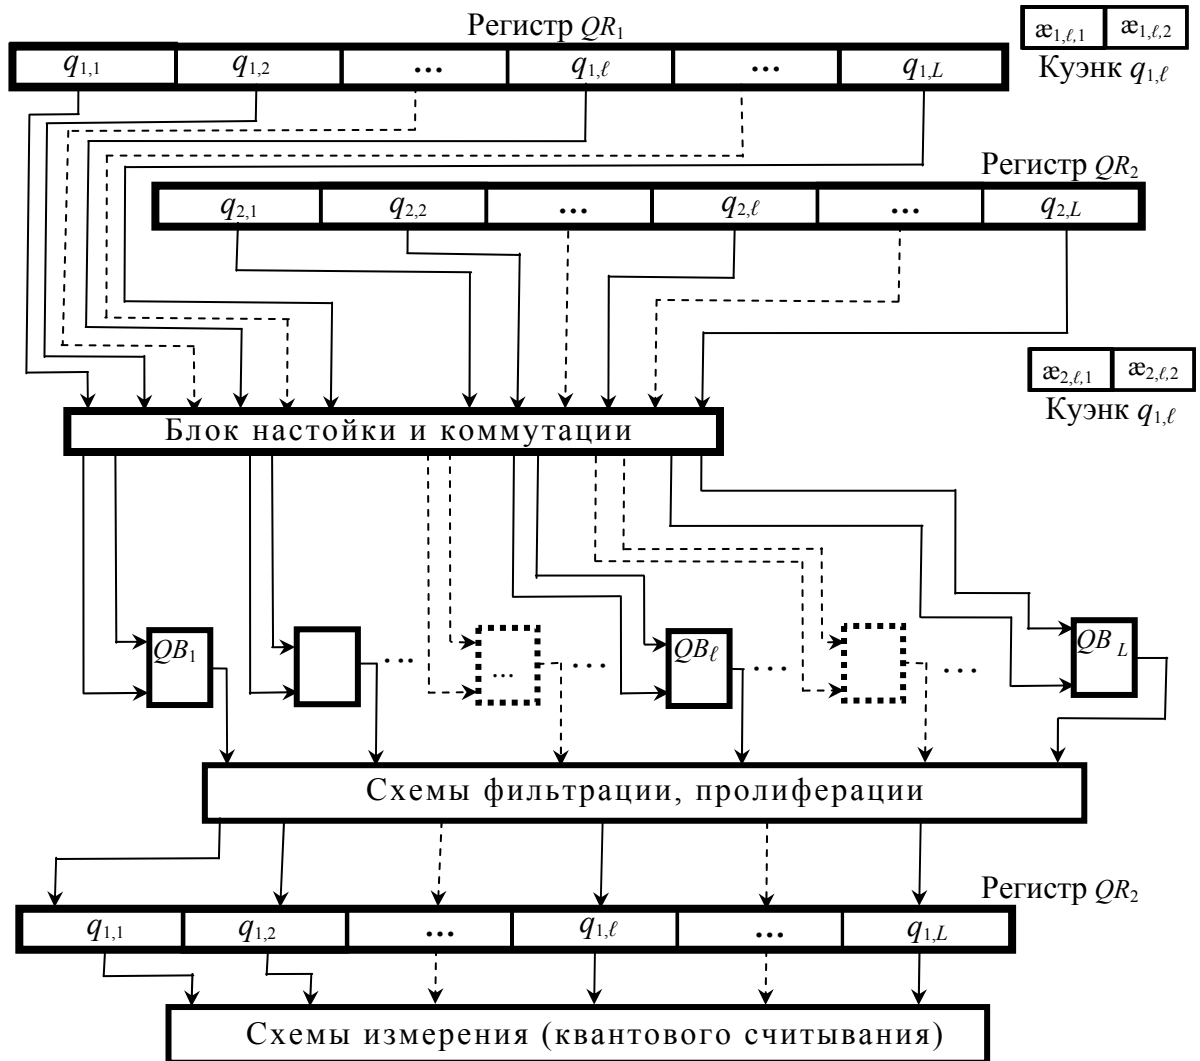 Регистр QR₁
æ₁,ℓ,₁ æ₁,ℓ,₂
Куэнк q₁,ℓ
q₁,₁ q₁,₂ ... q₁,ℓ ... q₁,L
Регистр QR₂
q₂,₁ q₂,₂ ... q₂,ℓ ... q₂,L
æ₂,ℓ,₁ æ₂,ℓ,₂
Куэнк q₁,ℓ
Блок настойки и коммутации
QB₁ ... ... ... QBℓ ... ... QB L
Схемы фильтрации, пролиферации
Регистр QR₂
q₁,₁ q₁,₂ ... q₁,ℓ ... q₁,L
Схемы измерения (квантового считывания)